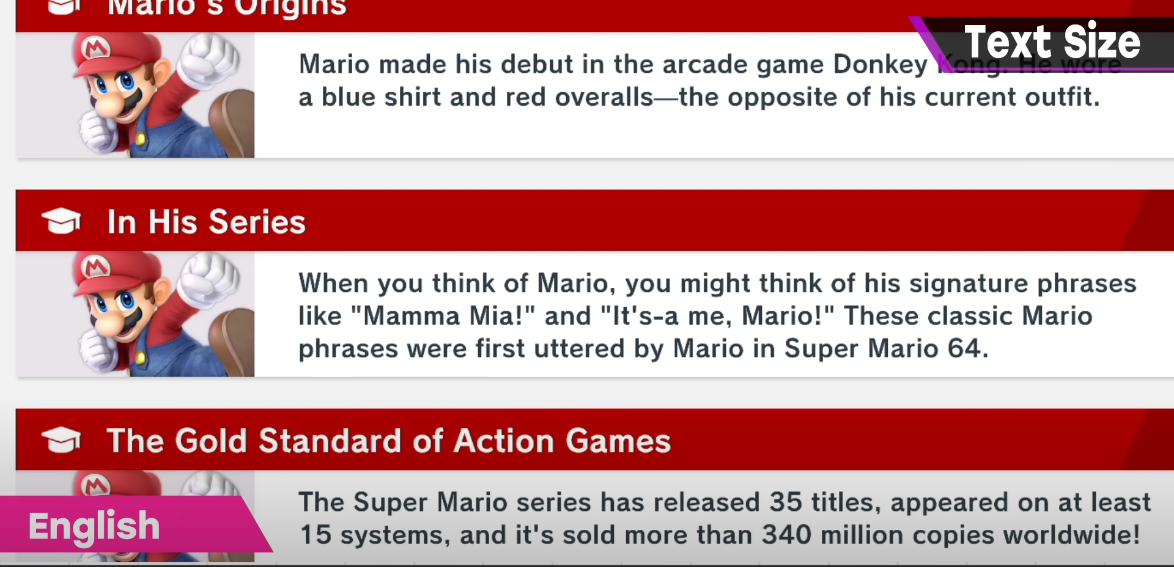 Mario's Origins
Text Size
Mario made his debut in the arcade game Donkey Kong. He wore
a blue shirt and red overalls—the opposite of his current outfit.
In His Series
When you think of Mario, you might think of his signature phrases
like "Mamma Mia!" and "It's-a me, Mario!" These classic Mario
phrases were first uttered by Mario in Super Mario 64.
The Gold Standard of Action Games
The Super Mario series has released 35 titles, appeared on at least
15 systems, and it's sold more than 340 million copies worldwide!
English